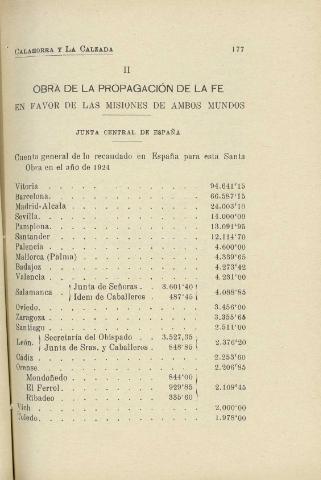 CALAHORRA Y LA CALZADA 177
II
OBRA DE LA PROPAGACIÓN DE LA FE
EN FAVOR DE LAS MISIONES DE AMBOS MUNDOS
JUNTA CENTRAL DE ESPAÑA
Cuenta general de lo recaudado en España para esta Santa
Obra en el año de 1924
Vitoria . . . . . . . . . . 94.641'15
Barcelona. . . . . . . . . . 66.587'15
Madrid-Alcalá . . . . . . . . . 24.003'19
Sevilla. . . . . . . . . . . 14.000'00
Pamplona. . . . . . . . . . 13.091'95
Santander . . . . . . . . . . 12.114'70
Palencia . . . . . . . . . . 4.600'00
Mallorca (Palma) . . . . . . . . 4.389'65
Badajoz . . . . . . . . . . 4.273'42
Valencia . . . . . . . . . . 4.231'00
Salamanca . . { Junta de Señoras . 3.601'40 } 4.088'85
{ Idem de Caballeros . 487'45 }
Oviedo. . . . . . . . . . . 3.456'00
Zaragoza . . . . . . . . . . 3.355'65
Santiago . . . . . . . . . . 2.511'00
León. { Secretaría del Obispado . . 3.527,35 } 2.376'20
{ Junta de Sras. y Caballeros . 848'85 }
Cádiz . . . . . . . . . . . 2.253'60
Orense. . . . . . . . . . . 2.206'85
Mondoñedo . . . . . . 844'00 }
El Ferrol. . . . . . . 929'85 } 2.109'45
Ribadeo . . . . . . . 335'60 }
Vich . . . . . . . . . . . 2.000'00
Toledo. . . . . . . . . . . 1.978'00